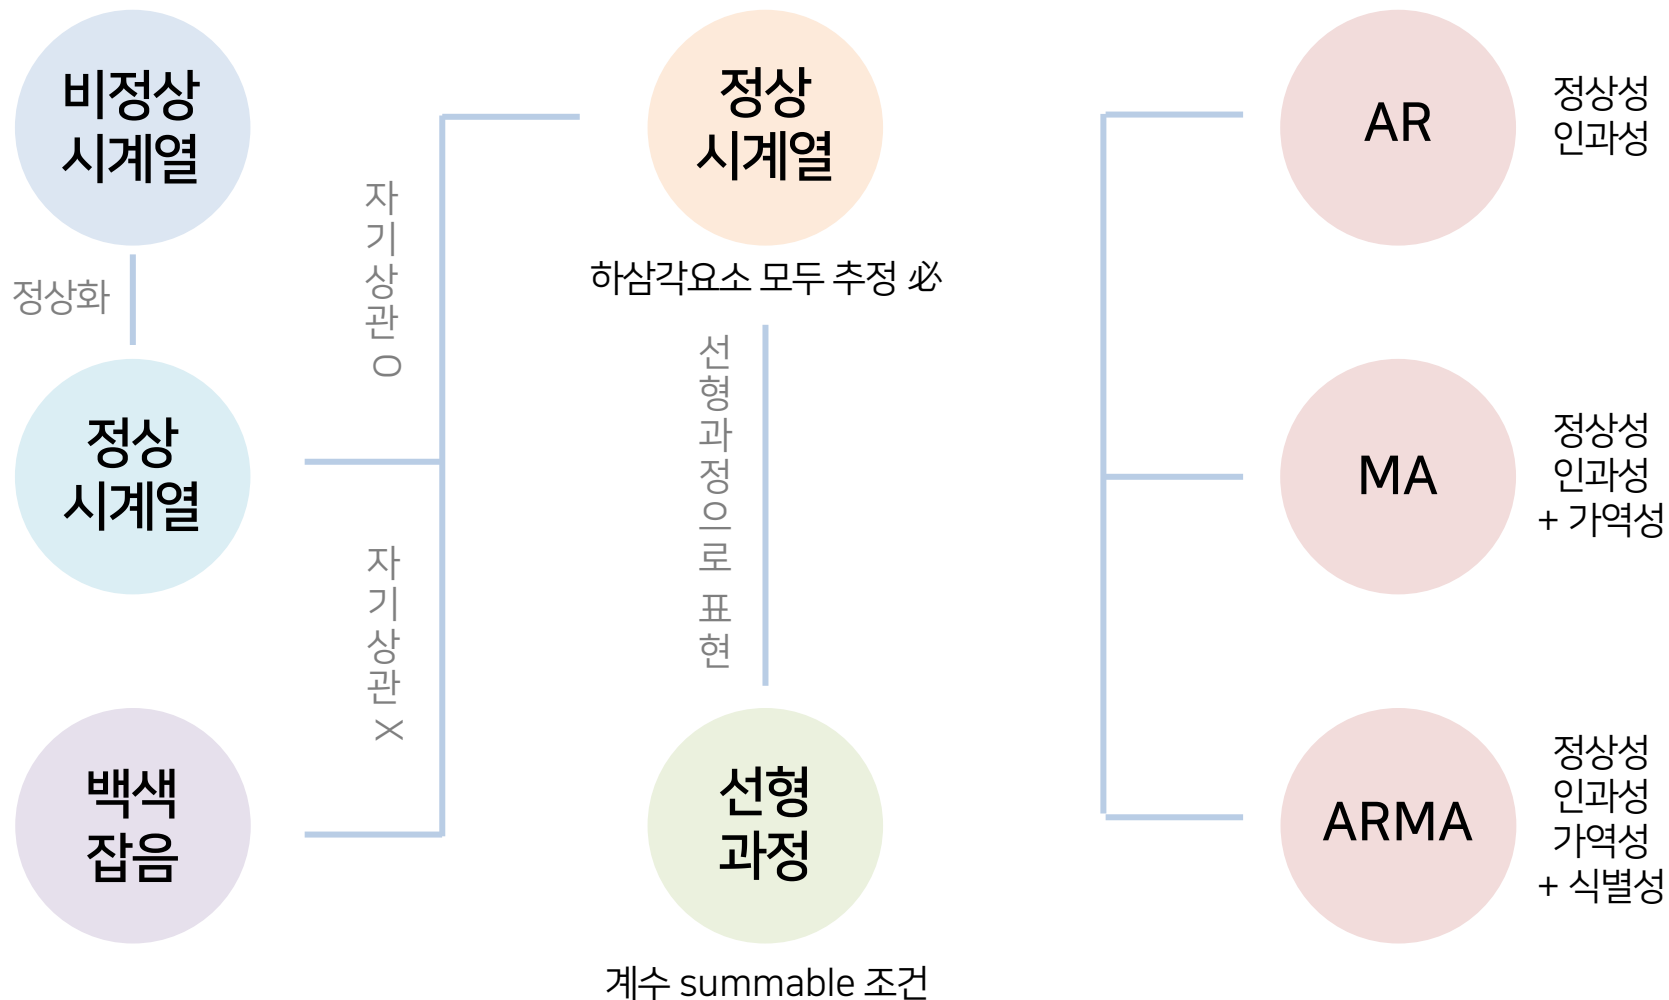 비정상
시계열
정상화
정상
시계열
백색
잡음
자기상관 O
자기상관 X
정상
시계열
하삼각요소 모두 추정 必
선형과정으로 표현
선형
과정
계수 summable 조건
AR
정상성
인과성
MA
정상성
인과성
+ 가역성
ARMA
정상성
인과성
가역성
+ 식별성